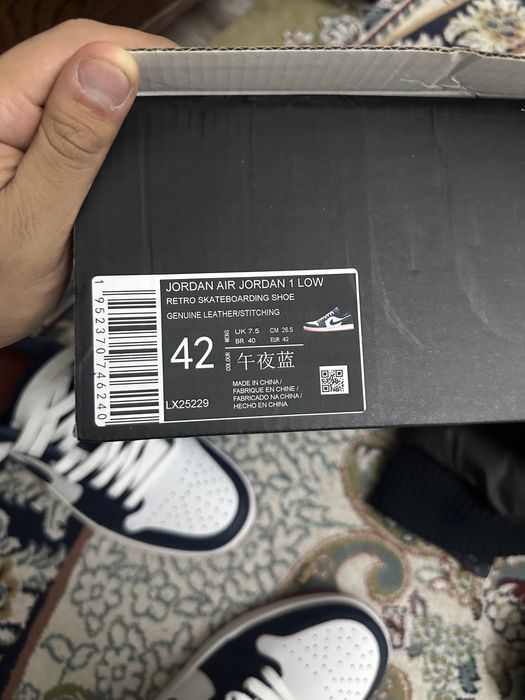 JORDAN AIR JORDAN 1 LOW
RETRO SKATEBOARDING SHOE
GENUINE LEATHER/STITCHING
42
MENS
UK 7.5 CM 26.5
BR 40 EUR 42
COLOUR
午夜蓝
LX25229
MADE IN CHINA /
FABRIQUE EN CHINE /
FABRICADO NA CHINA /
HECHO EN CHINA
1 952370 746240